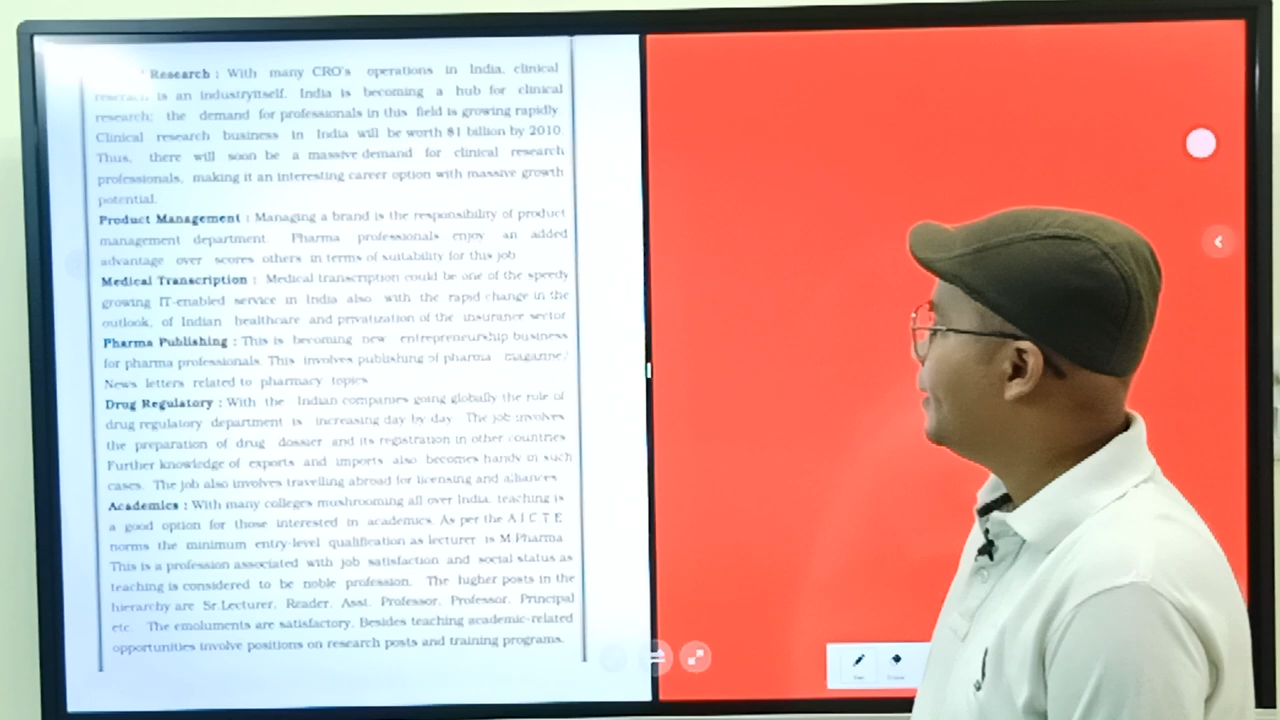 Research : With many CRO's operations in India, clinical
is an industryitself. India is becoming a hub for clinical
research; the demand for professionals in this field is growing rapidly.
Clinical research business in India will be worth $1 billion by 2010.
Thus, there will soon be a massive demand for clinical research
professionals, making it an interesting career option with massive growth
potential.
Product Management : Managing a brand is the responsibility of product
management department. Pharma professionals enjoy an added
advantage over scores others in terms of suitability for this job
Medical Transcription : Medical transcription could be one of the speedy
growing IT-enabled service in India also with the rapid change in the
outlook, of Indian healthcare and privatization of the insurance sector
Pharma Publishing : This is becoming new entrepreneurship business
for pharma professionals. This involves publishing of pharma magazine/
News letters related to pharmacy topics
Drug Regulatory : With the Indian companies going globally the role of
drug regulatory department is increasing day by day. The job involves
the preparation of drug dossier and its registration in other countries
Further knowledge of exports and imports also becomes handy in such
cases. The job also involves travelling abroad for licensing and alliances
Academics : With many colleges mushrooming all over India, teaching is
a good option for those interested in academics. As per the A I C T E
norms the minimum entry-level qualification as lecturer is M.Pharma
This is a profession associated with job satisfaction and social status as
teaching is considered to be noble profession. The higher posts in the
hierarchy are Sr.Lecturer, Reader, Asst. Professor, Professor, Principal
etc. The emoluments are satisfactory. Besides teaching academic-related
opportunities involve positions on research posts and training programs.